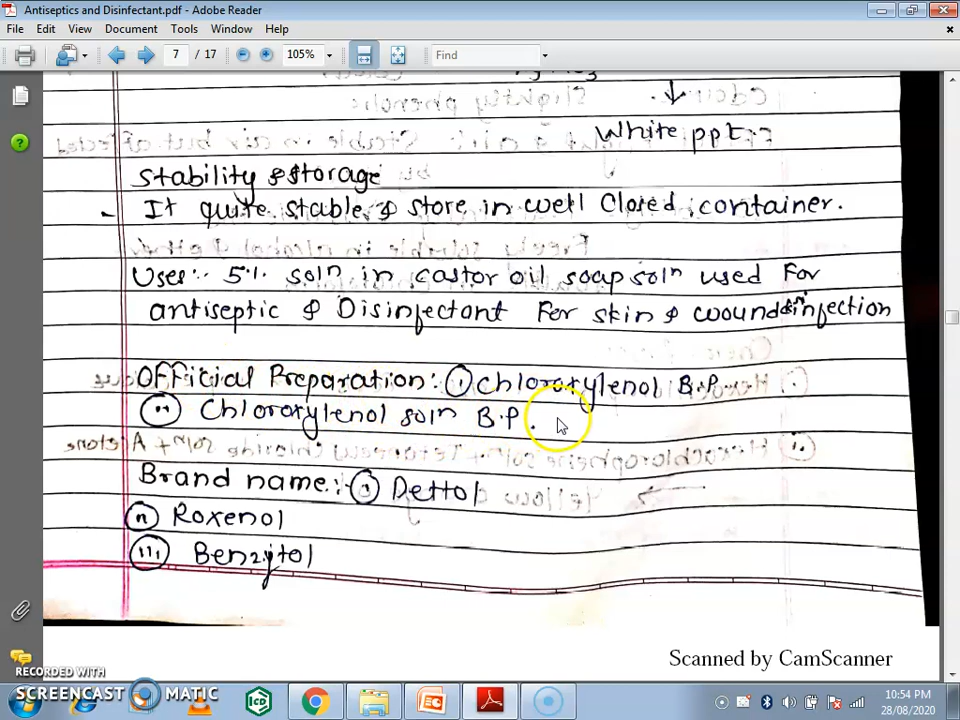 Antiseptics and Disinfectant.pdf - Adobe Reader
File Edit View Document Tools Window Help
7 / 17 105% Find
White ppt.
Stability & storage
- It quite stable & store in well closed container.
Uses:- 5%. soln in castor oil soap soln used For
antiseptic & Disinfectant For skin & wound
Official Preparation: (i) Chloroxylenol B.P.
(ii) Chloroxylenol soln B.P.
Brand name:- (i) Dettol
(ii) Roxenol
(iii) Benzytol
Scanned by CamScanner
RECORDED WITH
SCREENCAST MATIC
10:54 PM
28/08/2020